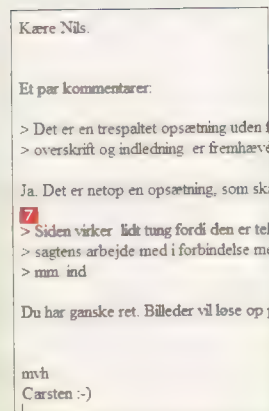 Kære Nils.
Et par kommentarer:
> Det er en trespaltet opsætning uden f
> overskrift og indledning er fremhæve
Ja. Det er netop en opsætning, som sk
7
> Siden virker lidt tung fordi den er tek
> sagtens arbejde med i forbindelse me
> mm ind
Du har ganske ret. Billeder vil løse op p
mvh
Carsten :-)